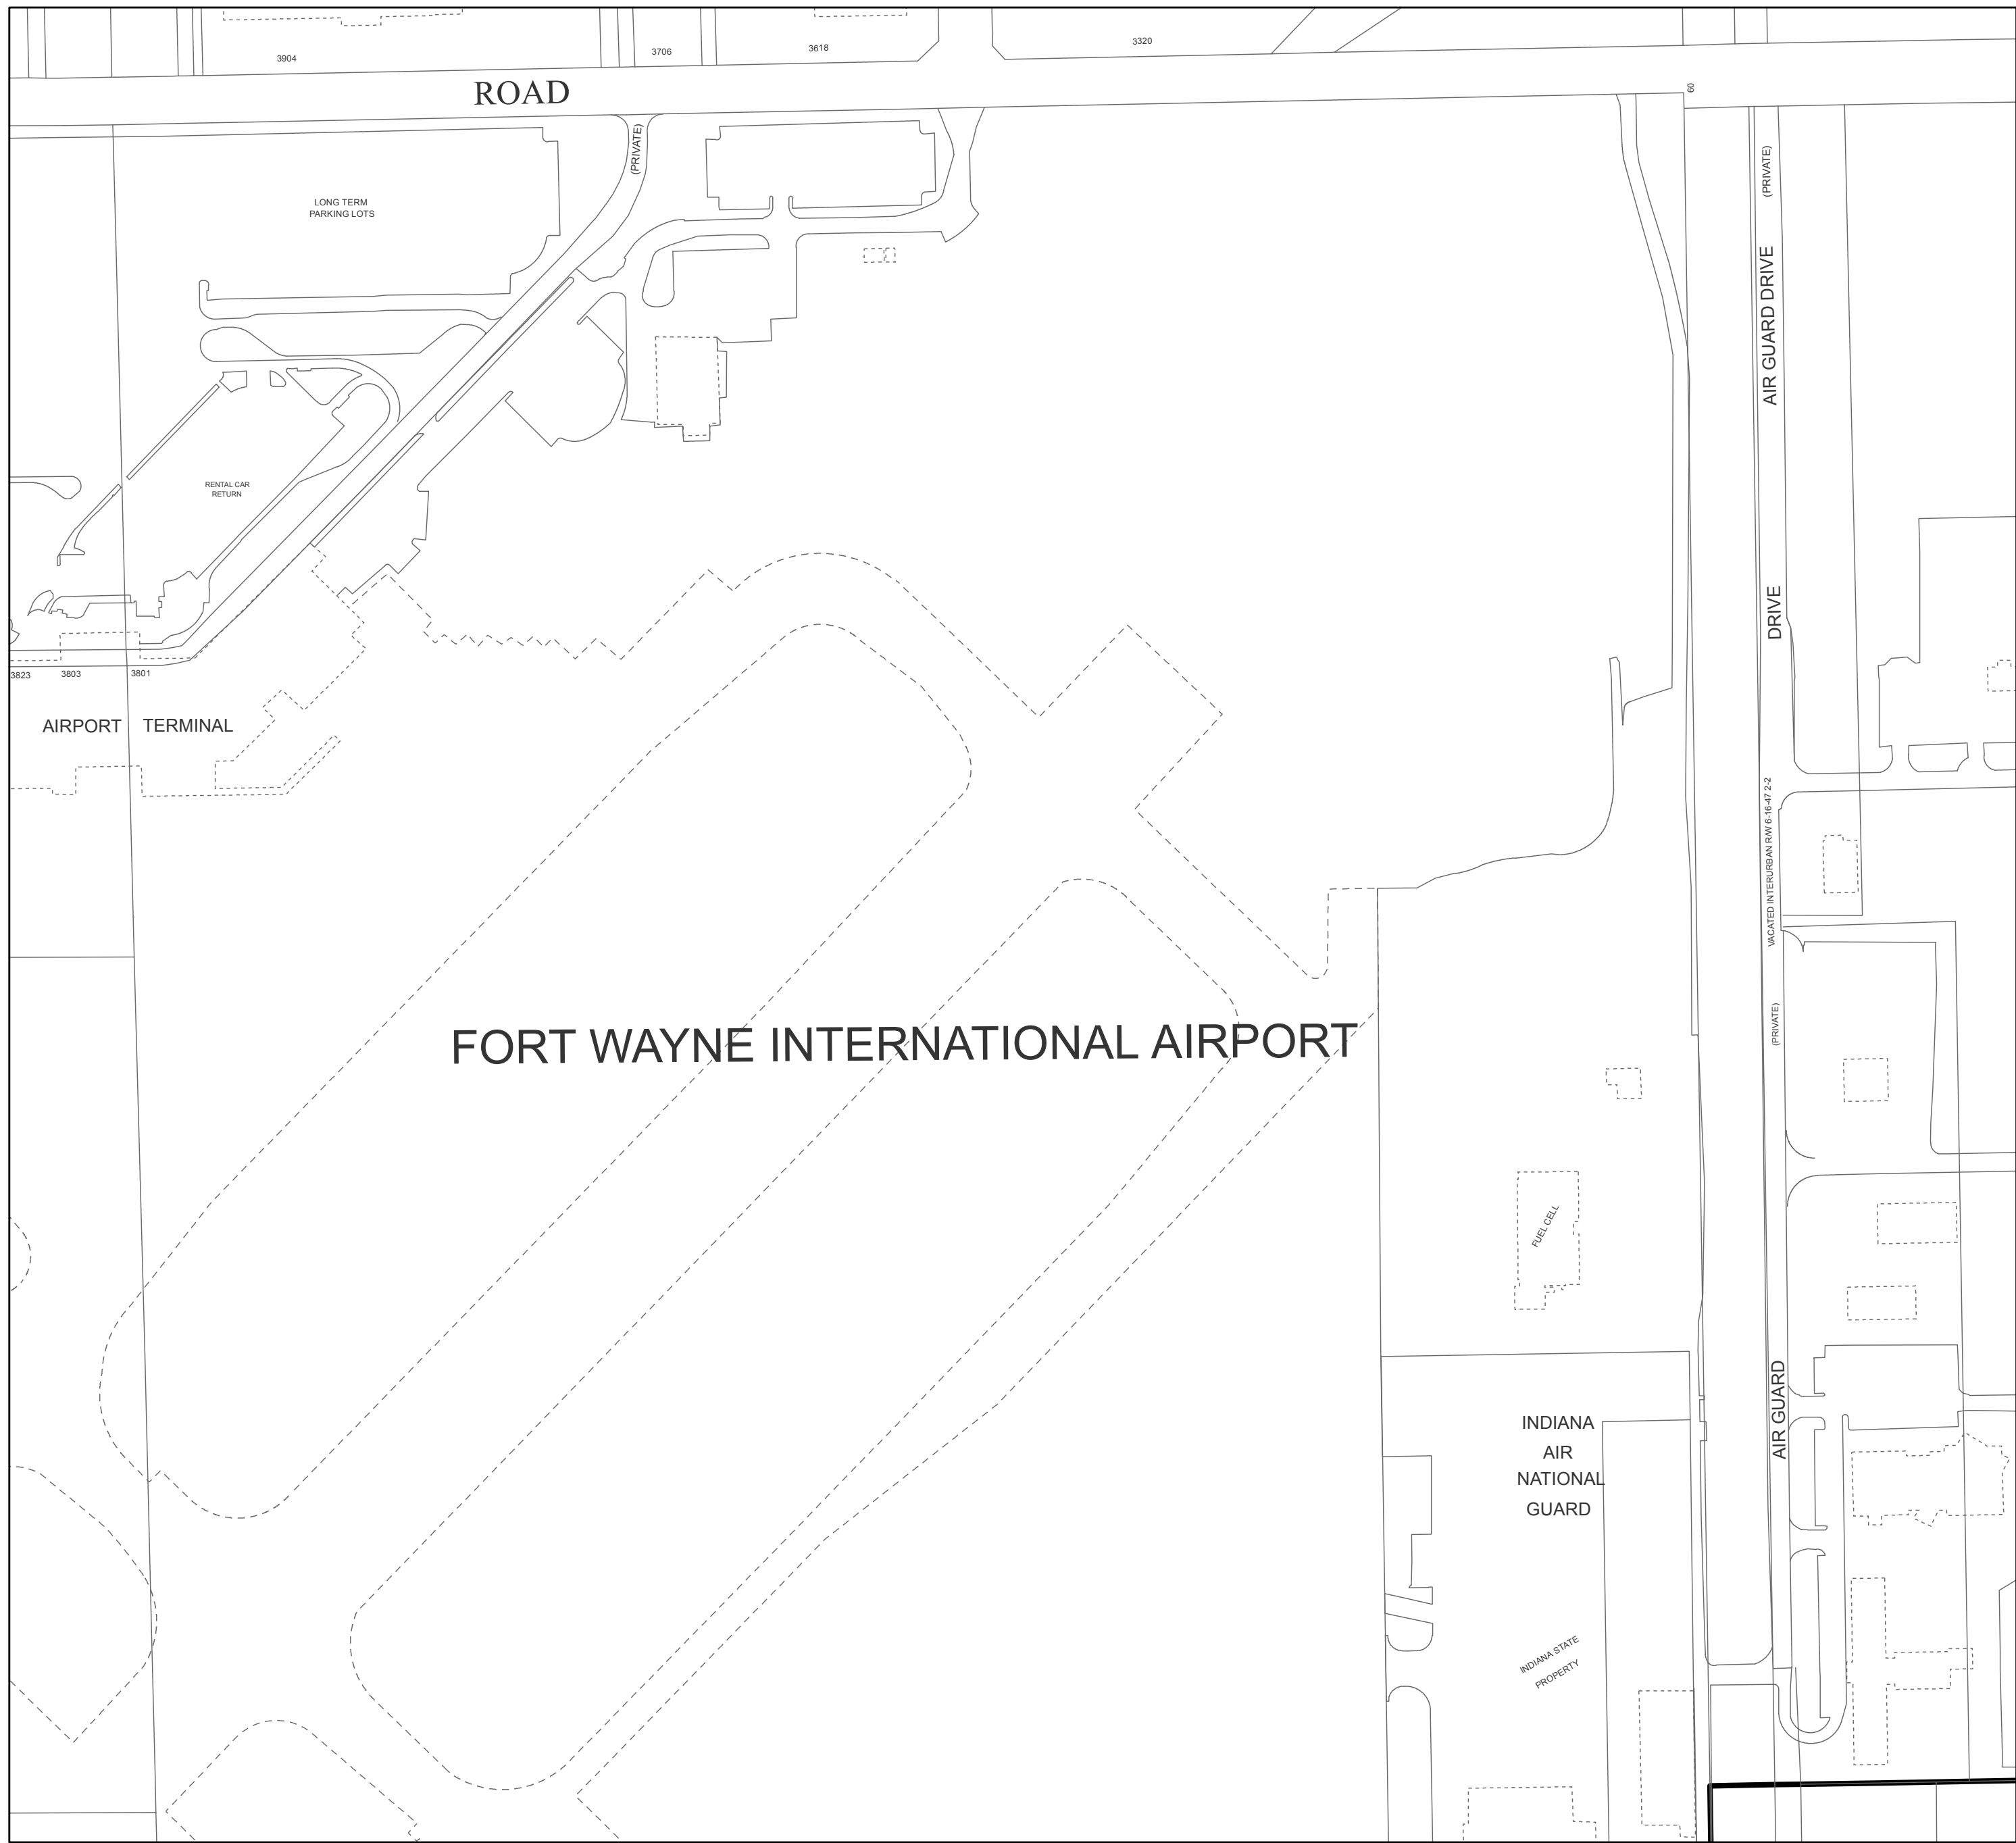 3904
3706
3618
3320
ROAD
60
(PRIVATE)
(PRIVATE)
LONG TERM
PARKING LOTS
AIR GUARD DRIVE
RENTAL CAR
RETURN
DRIVE
3823
3803
3801
AIRPORT TERMINAL
VACATED INTERURBAN R/W 6-16-47 2-2
(PRIVATE)
FORT WAYNE INTERNATIONAL AIRPORT
FUEL CELL
AIR GUARD
INDIANA
AIR
NATIONAL
GUARD
INDIANA STATE
PROPERTY